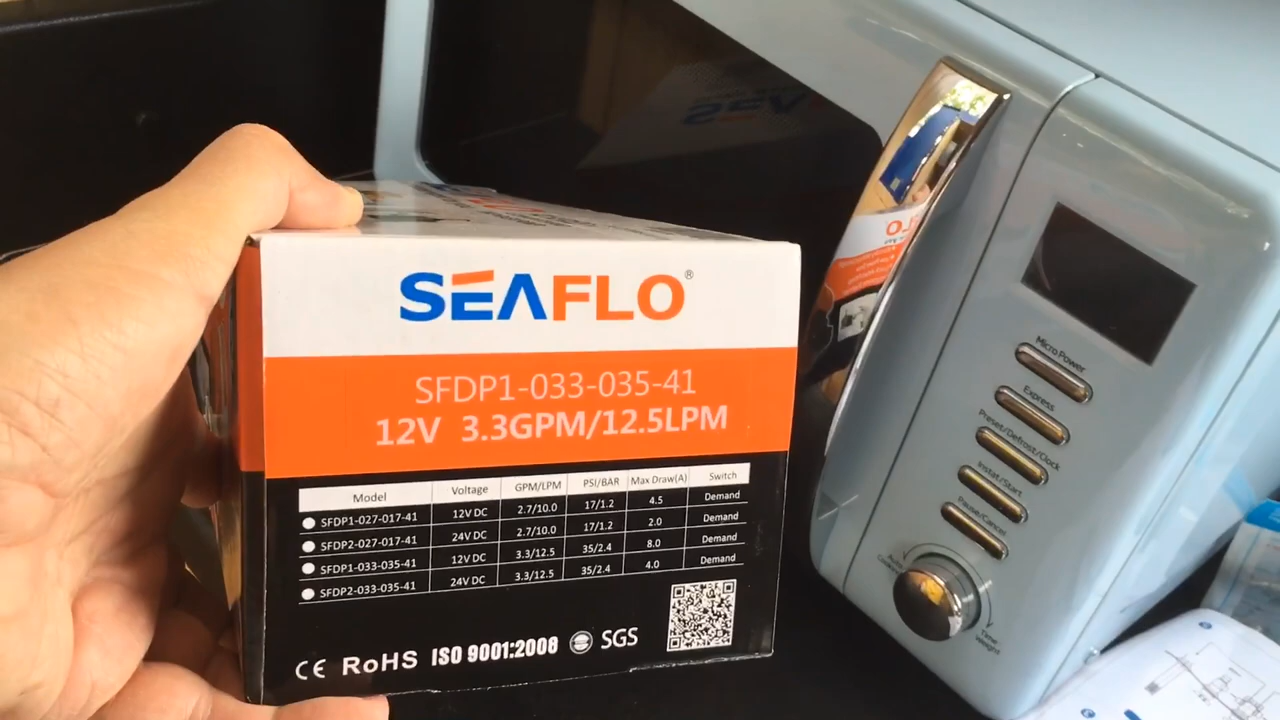 SEAFLO®
SFDP1-033-035-41
12V 3.3GPM/12.5LPM
Model Voltage GPM/LPM PSI/BAR Max Draw(A) Switch
SFDP1-027-017-41 12V DC 2.7/10.0 17/1.2 4.5 Demand
SFDP2-027-017-41 24V DC 2.7/10.0 17/1.2 2.0 Demand
SFDP1-033-035-41 12V DC 3.3/12.5 35/2.4 8.0 Demand
SFDP2-033-035-41 24V DC 3.3/12.5 35/2.4 4.0 Demand
CE RoHS ISO 9001:2008 SGS
Micro Power
Express
Preset/Defrost/Clock
Instat/Start
Pause/Cancel
Auto
Time
Weighs